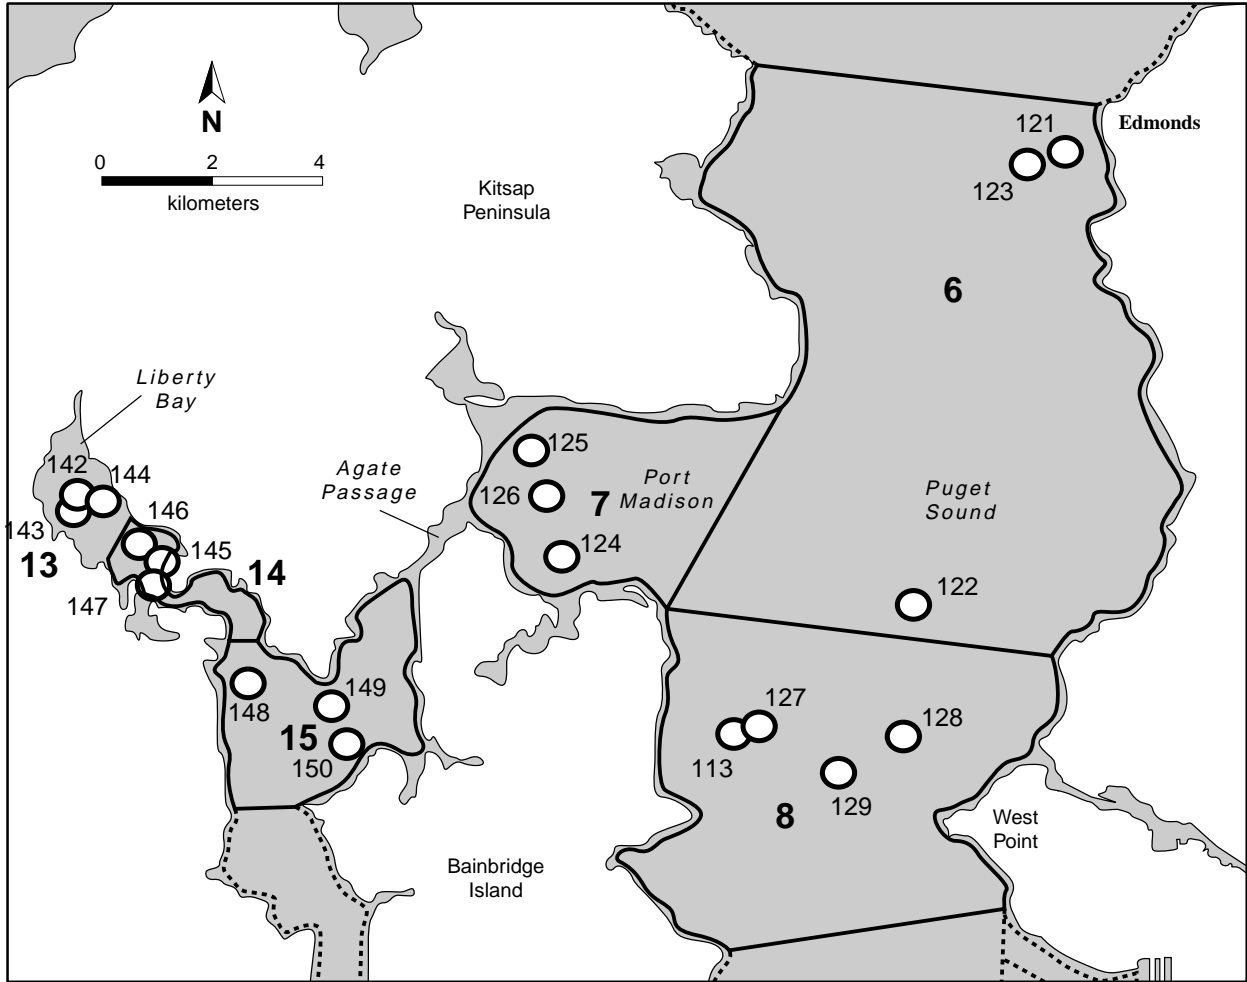 N
0 2 4
kilometers
Edmonds
121
123
Kitsap
Peninsula
6
Liberty
Bay
125
Agate
Passage
126
7
Port
Madison
Puget
Sound
124
142
144
143
146
13
145
14
147
122
148
149
15
150
127
113
128
129
8
West
Point
Bainbridge
Island